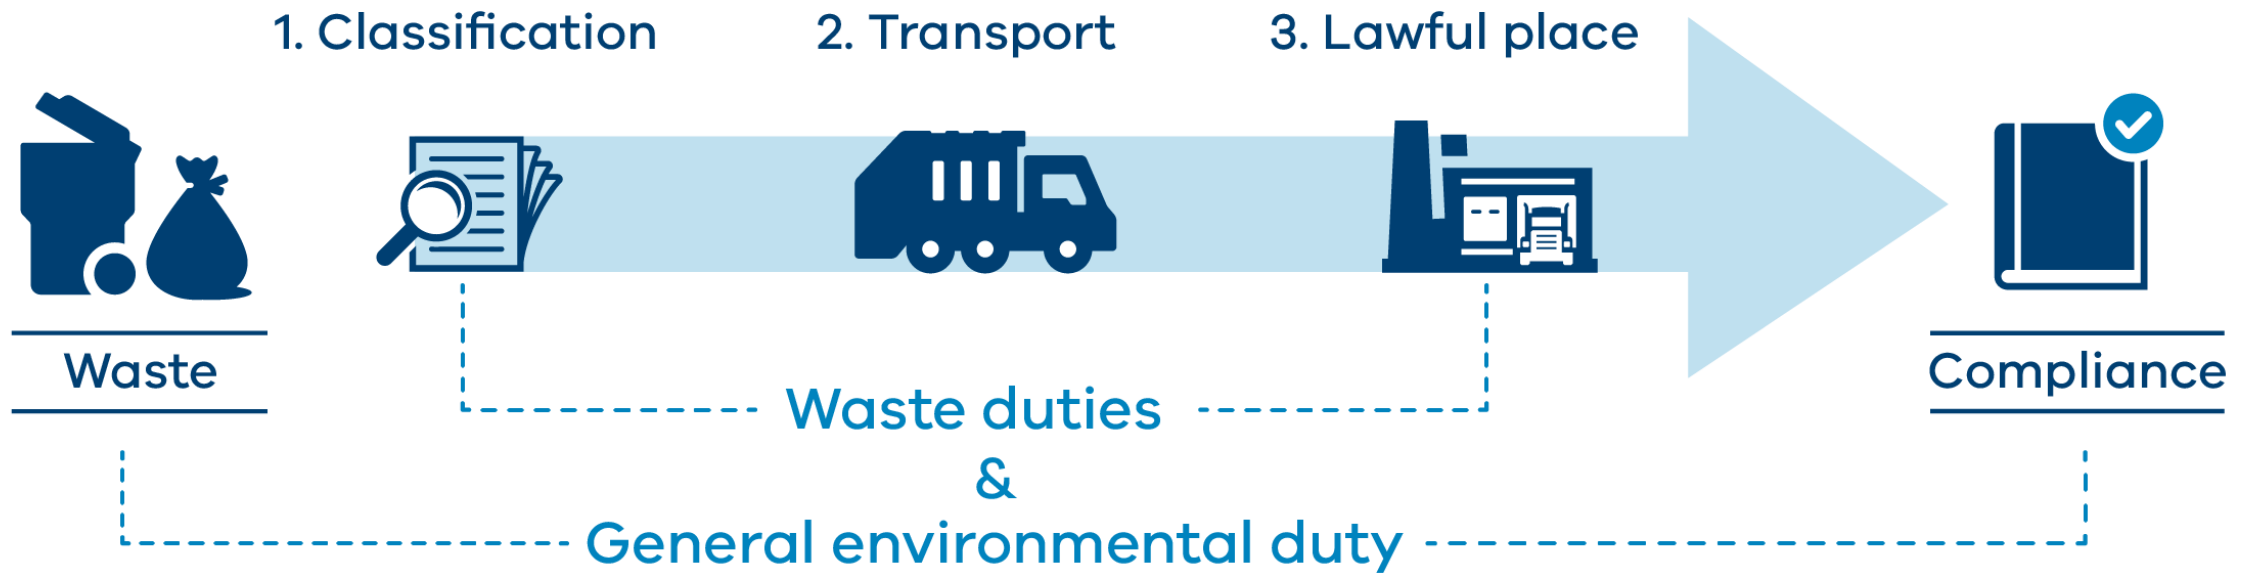 1. Classification
2. Transport
3. Lawful place
Waste
Compliance
Waste duties
&
General environmental duty